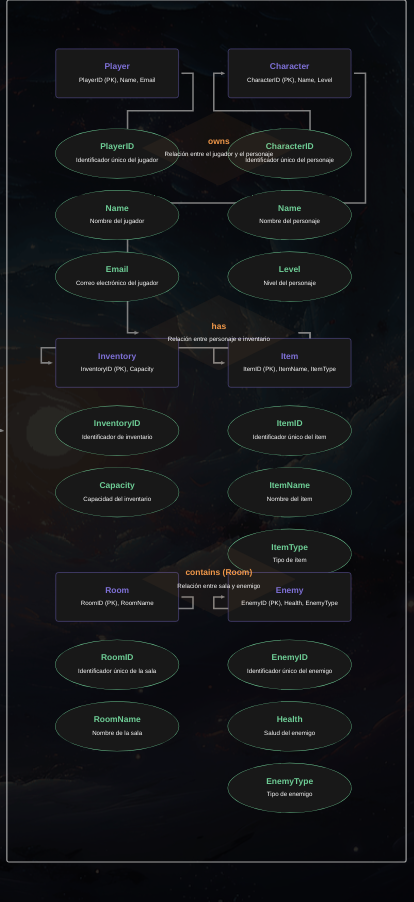 Player
PlayerID (PK), Name, Email
Character
CharacterID (PK), Name, Level
owns
Relación entre el jugador y el personaje
PlayerID
Identificador único del jugador
CharacterID
Identificador único del personaje
Name
Nombre del jugador
Name
Nombre del personaje
Email
Correo electrónico del jugador
Level
Nivel del personaje
has
Relación entre personaje e inventario
Inventory
InventoryID (PK), Capacity
Item
ItemID (PK), ItemName, ItemType
InventoryID
Identificador de inventario
ItemID
Identificador único del ítem
Capacity
Capacidad del inventario
ItemName
Nombre del ítem
ItemType
Tipo de ítem
contains (Room)
Relación entre sala y enemigo
Room
RoomID (PK), RoomName
Enemy
EnemyID (PK), Health, EnemyType
RoomID
Identificador único de la sala
EnemyID
Identificador único del enemigo
RoomName
Nombre de la sala
Health
Salud del enemigo
EnemyType
Tipo de enemigo